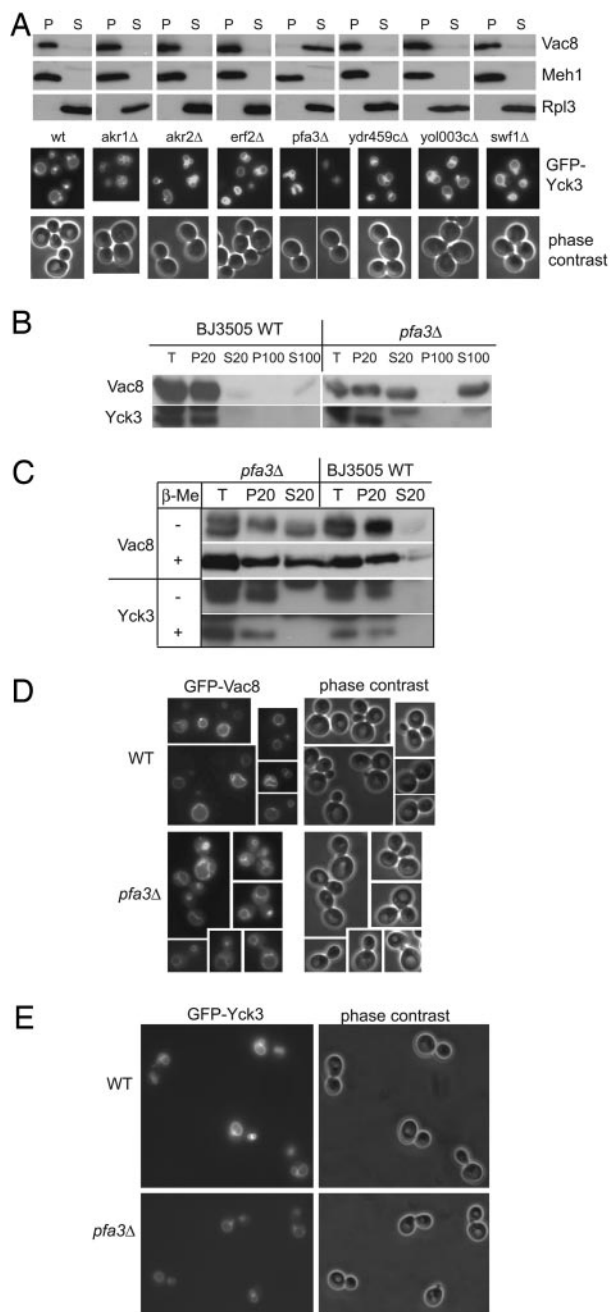 A
P S P S P S P S P S P S P S P S
Vac8
Meh1
Rpl3
wt akr1Δ akr2Δ erf2Δ pfa3Δ ydr459cΔ yol003cΔ swf1Δ
GFP-
Yck3
phase
contrast
B
BJ3505 WT pfa3Δ
T P20 S20 P100 S100 T P20 S20 P100 S100
Vac8
Yck3
C
pfa3Δ BJ3505 WT
β-Me T P20 S20 T P20 S20
-
Vac8
+
-
Yck3
+
D
GFP-Vac8 phase contrast
WT
pfa3Δ
E
GFP-Yck3 phase contrast
WT
pfa3Δ